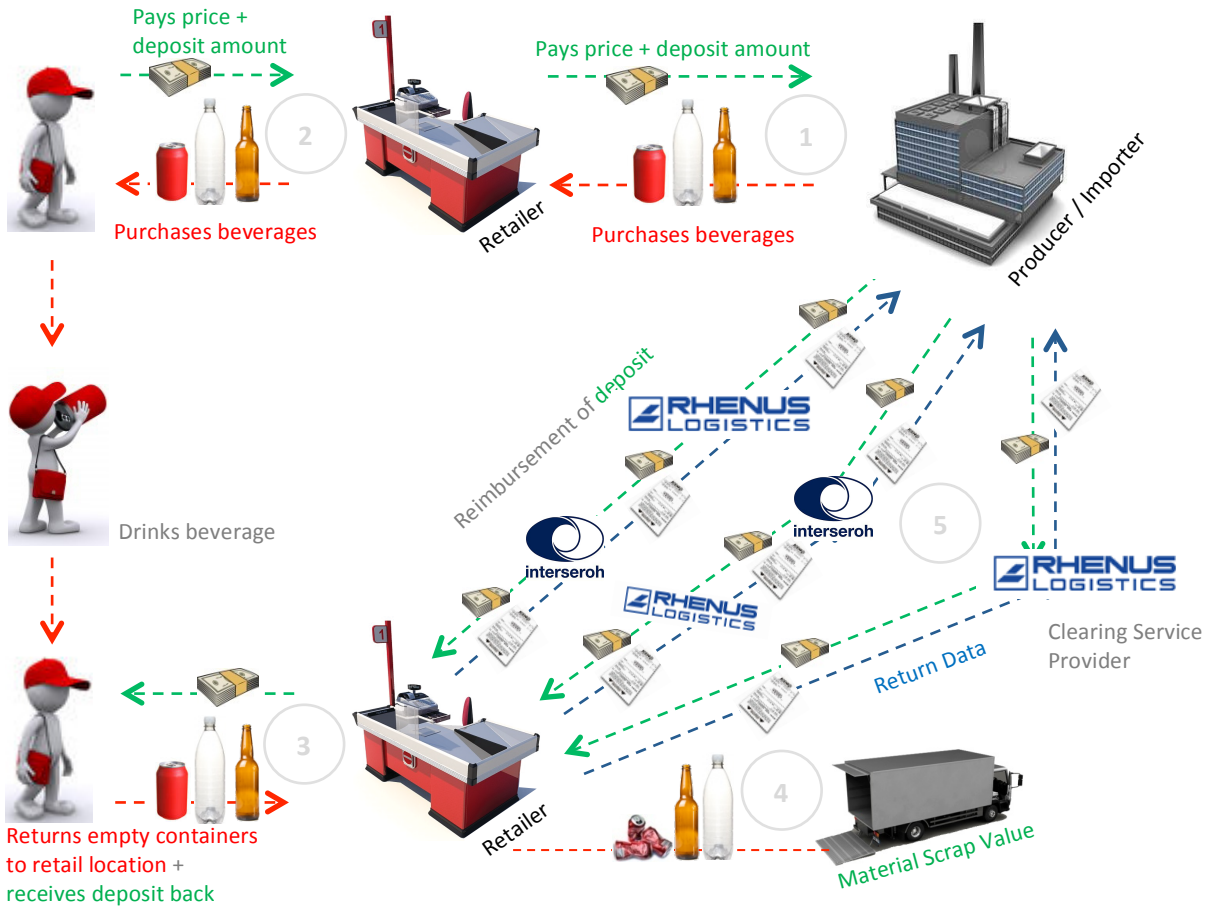 Pays price +
deposit amount
Pays price + deposit amount
1
2
1
Purchases beverages
Retailer
Purchases beverages
Producer / Importer
Reimbursement of deposit
RHENUS
LOGISTICS
interseroh
5
Drinks beverage
interseroh
RHENUS
LOGISTICS
RHENUS
LOGISTICS
Clearing Service
Provider
Return Data
1
3
4
Returns empty containers
to retail location +
receives deposit back
Retailer
Material Scrap Value